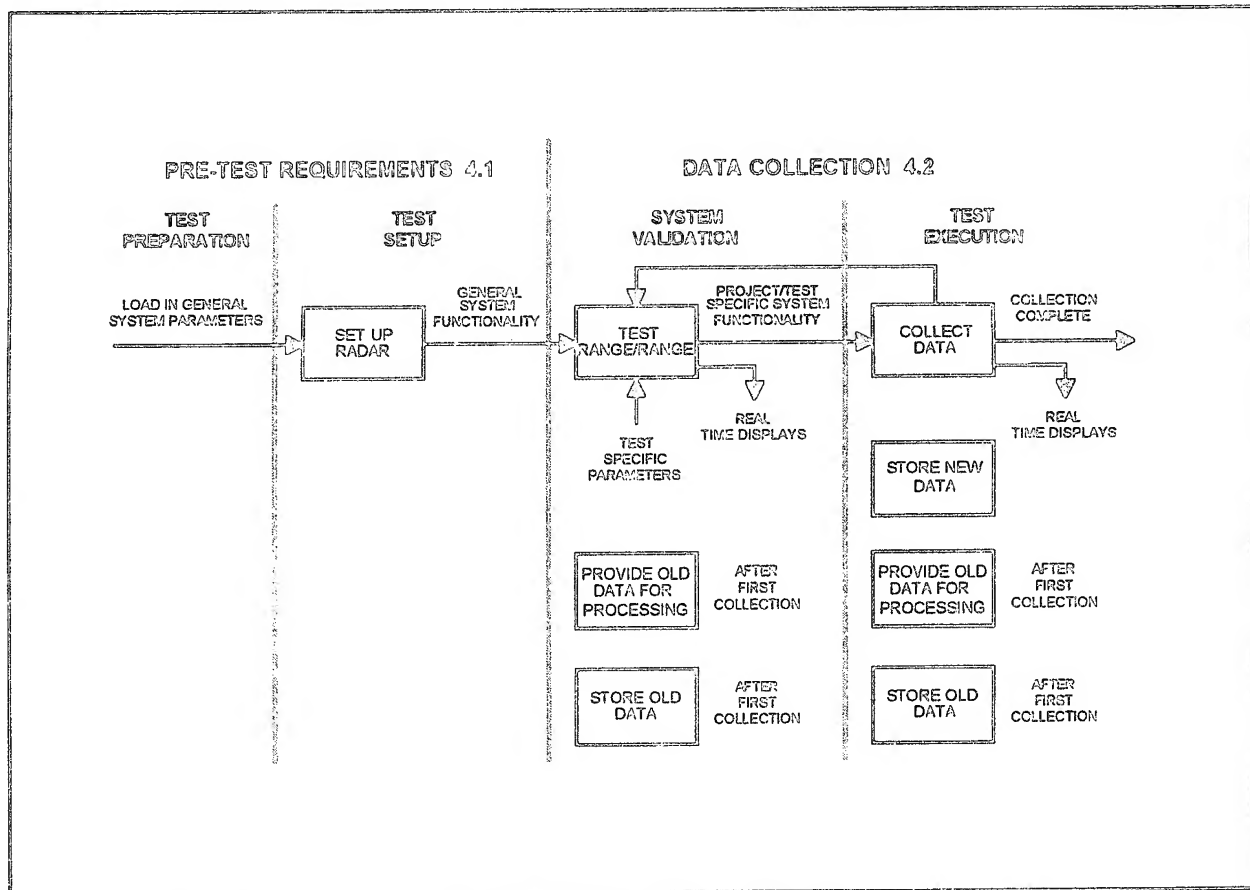 PRE-TEST REQUIREMENTS 4.1
DATA COLLECTION 4.2
TEST
PREPARATION
TEST
SETUP
SYSTEM
VALIDATION
TEST
EXECUTION
LOAD IN GENERAL
SYSTEM PARAMETERS
SET UP
RADAR
GENERAL
SYSTEM
FUNCTIONALITY
TEST
RANGE/RANGE
PROJECT/TEST
SPECIFIC SYSTEM
FUNCTIONALITY
COLLECT
DATA
COLLECTION
COMPLETE
TEST
SPECIFIC
PARAMETERS
REAL
TIME DISPLAYS
REAL
TIME DISPLAYS
STORE NEW
DATA
PROVIDE OLD
DATA FOR
PROCESSING
AFTER
FIRST
COLLECTION
PROVIDE OLD
DATA FOR
PROCESSING
AFTER
FIRST
COLLECTION
STORE OLD
DATA
AFTER
FIRST
COLLECTION
STORE OLD
DATA
AFTER
FIRST
COLLECTION